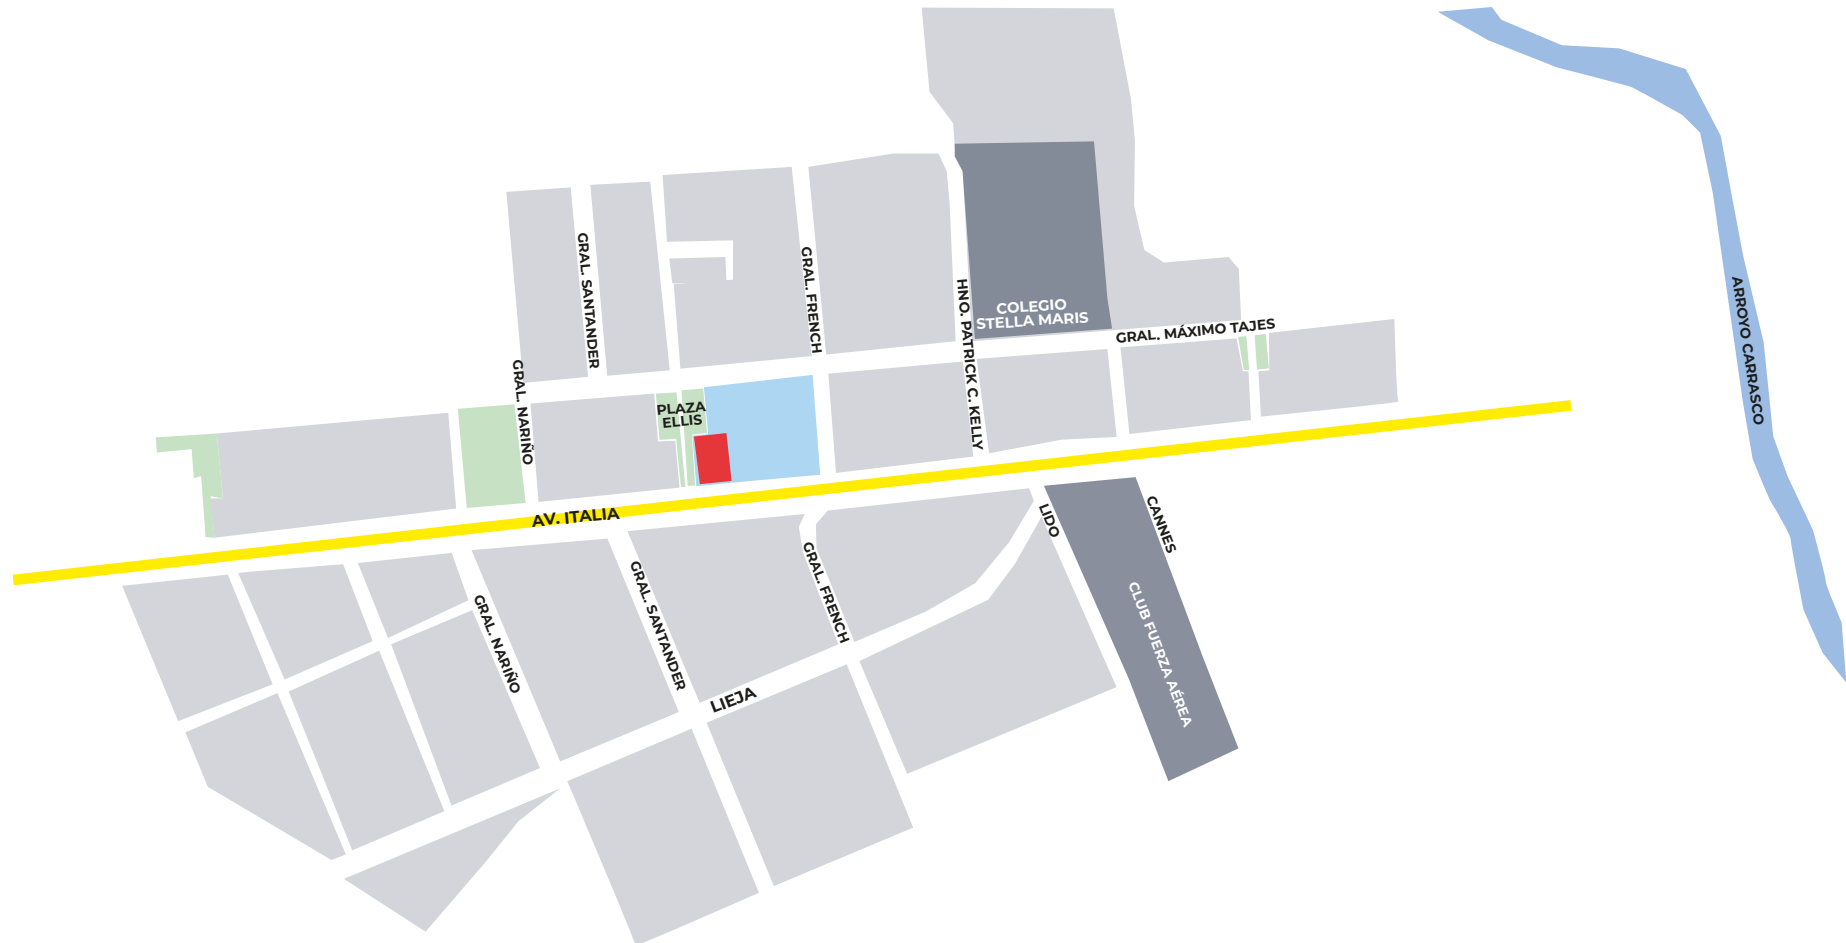 GRAL. SANTANDER
GRAL. FRENCH
HNO. PATRICK C. KELLY
COLEGIO
STELLA MARIS
GRAL. MÁXIMO TAJES
ARROYO CARRASCO
GRAL. NARIÑO
PLAZA
ELLIS
AV. ITALIA
LIDO
CANNES
GRAL. FRENCH
GRAL. SANTANDER
GRAL. NARIÑO
CLUB FUERZA AÉREA
LIEJA